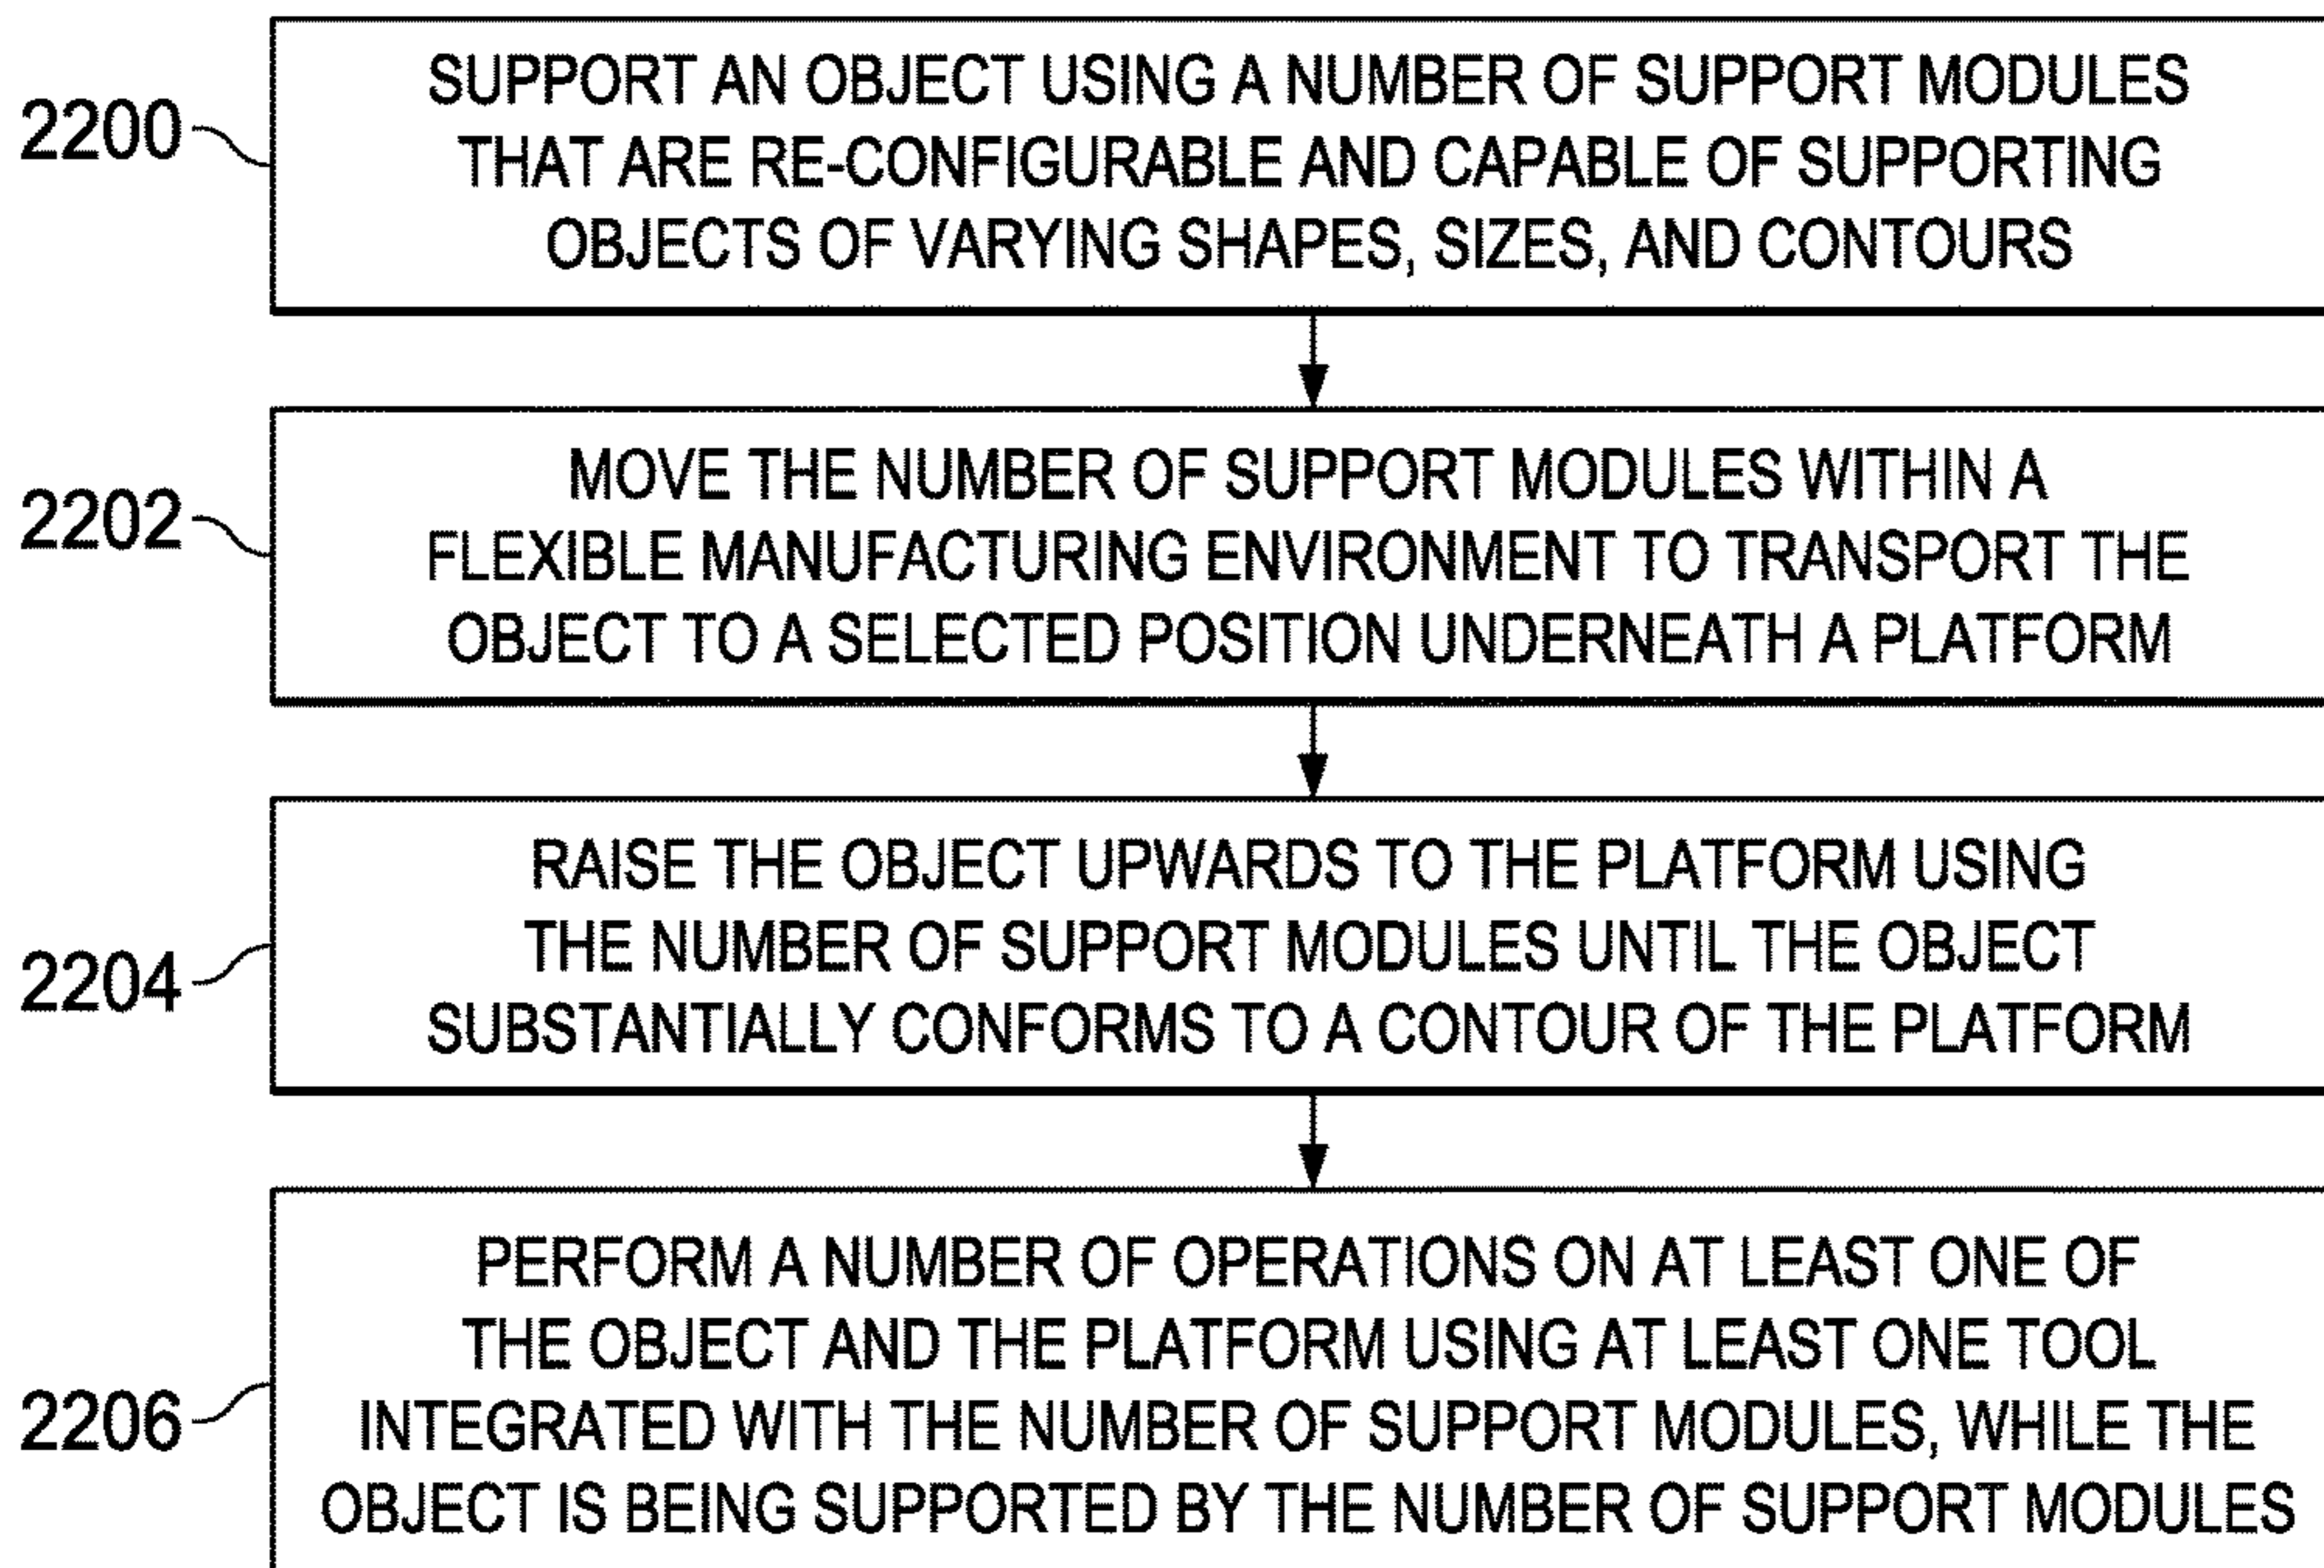 2200
SUPPORT AN OBJECT USING A NUMBER OF SUPPORT MODULES
THAT ARE RE-CONFIGURABLE AND CAPABLE OF SUPPORTING
OBJECTS OF VARYING SHAPES, SIZES, AND CONTOURS
2202
MOVE THE NUMBER OF SUPPORT MODULES WITHIN A
FLEXIBLE MANUFACTURING ENVIRONMENT TO TRANSPORT THE
OBJECT TO A SELECTED POSITION UNDERNEATH A PLATFORM
2204
RAISE THE OBJECT UPWARDS TO THE PLATFORM USING
THE NUMBER OF SUPPORT MODULES UNTIL THE OBJECT
SUBSTANTIALLY CONFORMS TO A CONTOUR OF THE PLATFORM
2206
PERFORM A NUMBER OF OPERATIONS ON AT LEAST ONE OF
THE OBJECT AND THE PLATFORM USING AT LEAST ONE TOOL
INTEGRATED WITH THE NUMBER OF SUPPORT MODULES, WHILE THE
OBJECT IS BEING SUPPORTED BY THE NUMBER OF SUPPORT MODULES